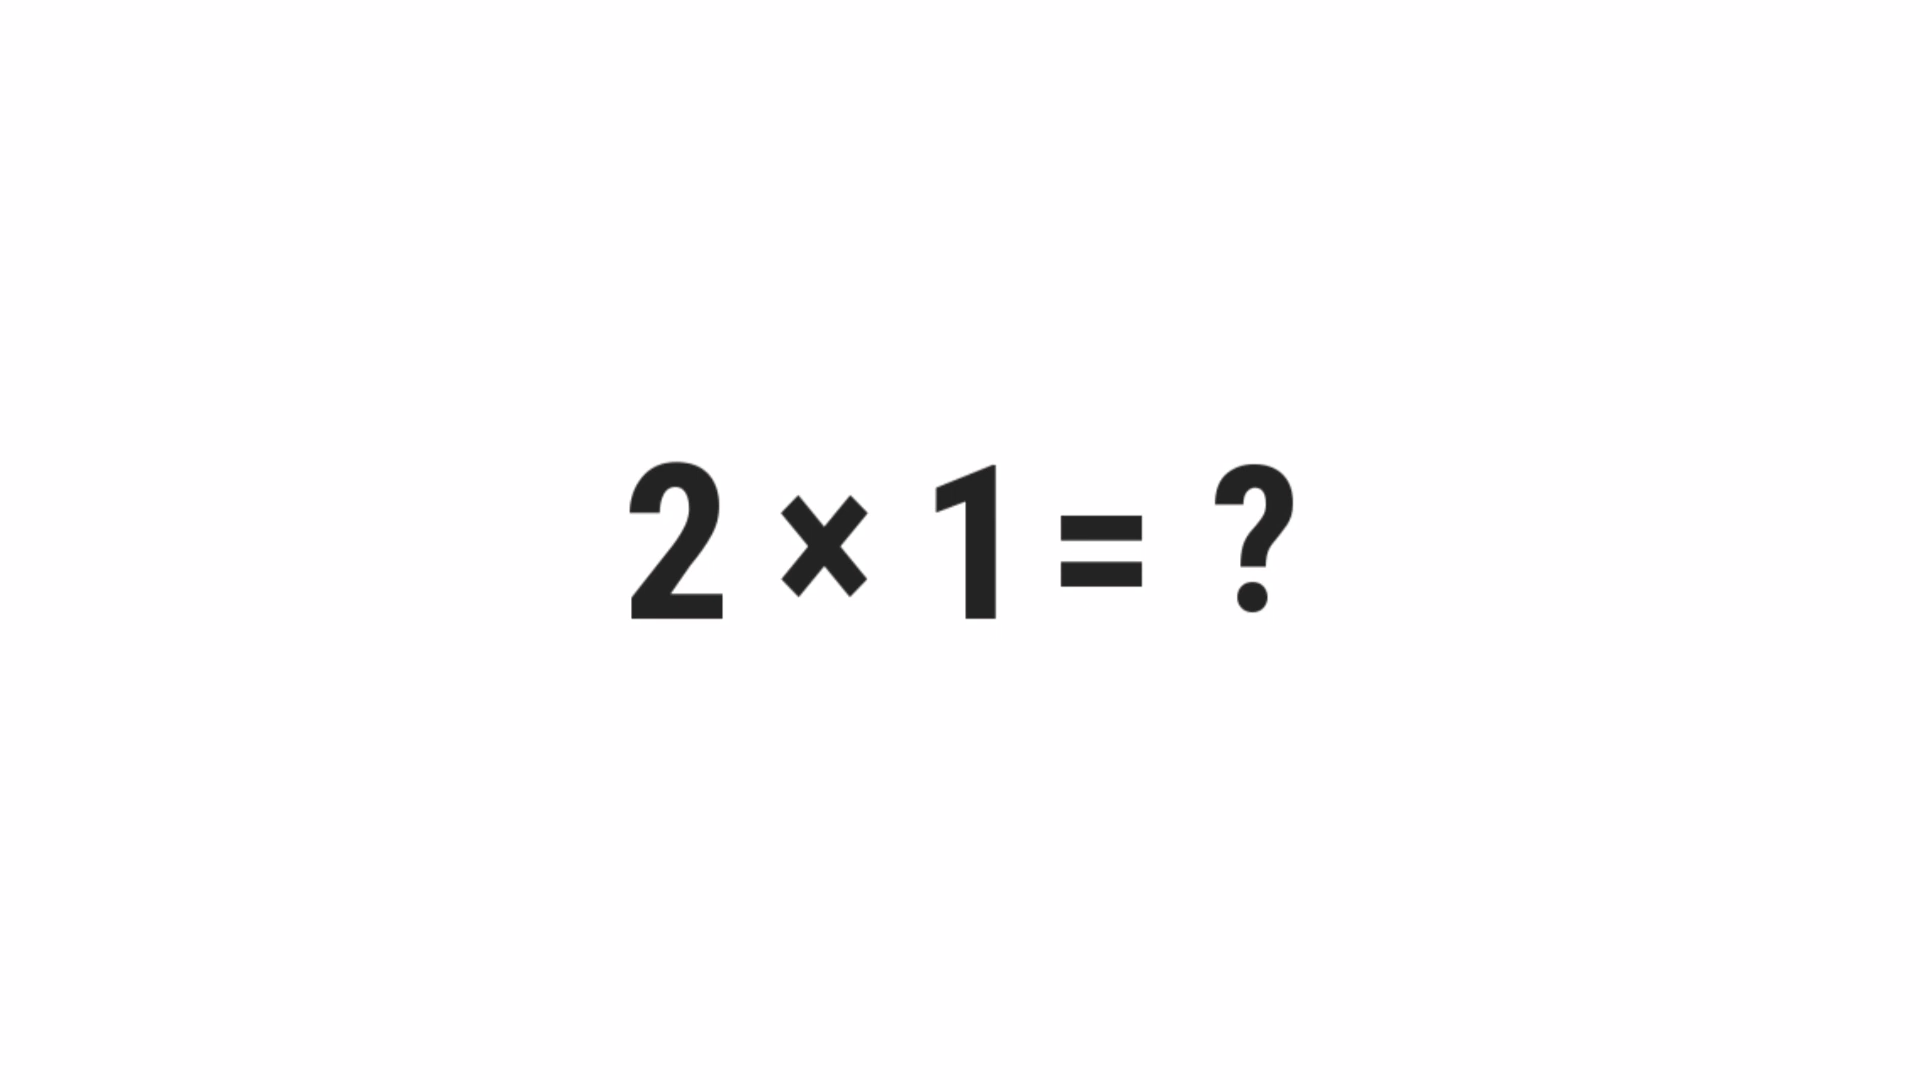 2 × 1 = ?